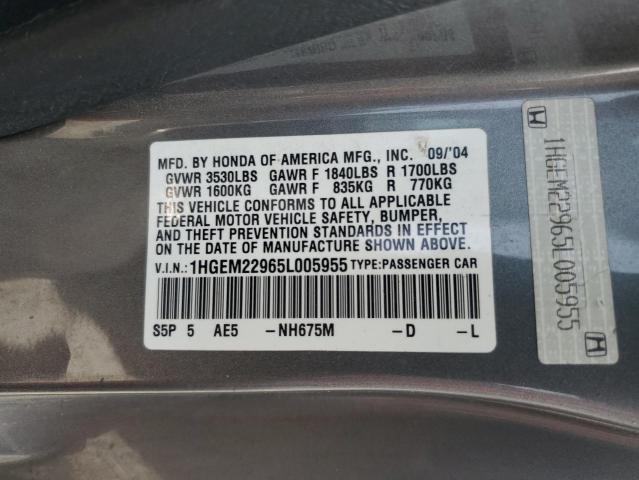 MFD. BY HONDA OF AMERICA MFG., INC. 09/'04
GVWR 3530LBS GAWR F 1840LBS R 1700LBS
GVWR 1600KG GAWR F 835KG R 770KG
THIS VEHICLE CONFORMS TO ALL APPLICABLE
FEDERAL MOTOR VEHICLE SAFETY, BUMPER,
AND THEFT PREVENTION STANDARDS IN EFFECT
ON THE DATE OF MANUFACTURE SHOWN ABOVE.
V.I.N.:1HGEM22965L005955 TYPE:PASSENGER CAR
S5P 5 AE5 -NH675M -D -L
1HGEM22965L005955